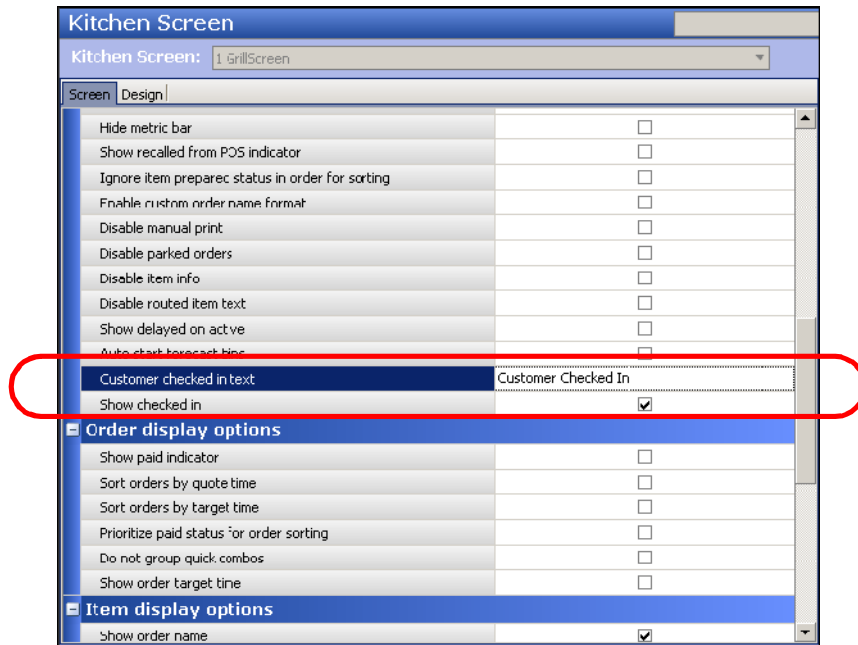 Kitchen Screen
Kitchen Screen: 1 GrillScreen
Screen Design
Hide metric bar
Show recalled from POS indicator
Ignore item prepared status in order for sorting
Enable custom order name format
Disable manual print
Disable parked orders
Disable item info
Disable routed item text
Show delayed on active
Auto start forecast bins
Customer checked in text Customer Checked In
Show checked in
Order display options
Show paid indicator
Sort orders by quote time
Sort orders by target time
Prioritize paid status for order sorting
Do not group quick combos
Show order target time
Item display options
Show order name